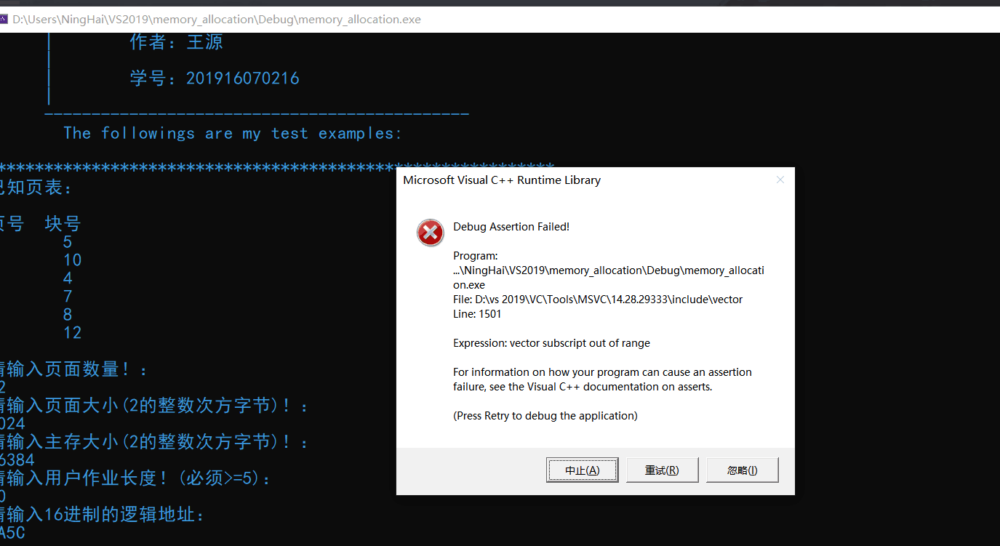 D:\Users\NingHai\VS2019\memory_allocation\Debug\memory_allocation.exe
| 作者：王源
|
| 学号：201916070216
|
---------------------------------------------
The followings are my test examples:
***********************************************************
已知页表：
页号 块号
5
10
4
7
8
12
请输入页面数量！：
2
请输入页面大小(2的整数次方字节)！：
024
请输入主存大小(2的整数次方字节)！：
6384
请输入用户作业长度！(必须>=5)：
0
请输入16进制的逻辑地址：
A5C
Microsoft Visual C++ Runtime Library
Debug Assertion Failed!
Program:
...\NingHai\VS2019\memory_allocation\Debug\memory_allocati
on.exe
File: D:\vs 2019\VC\Tools\MSVC\14.28.29333\include\vector
Line: 1501
Expression: vector subscript out of range
For information on how your program can cause an assertion
failure, see the Visual C++ documentation on asserts.
(Press Retry to debug the application)
中止(A) 重试(R) 忽略(I)